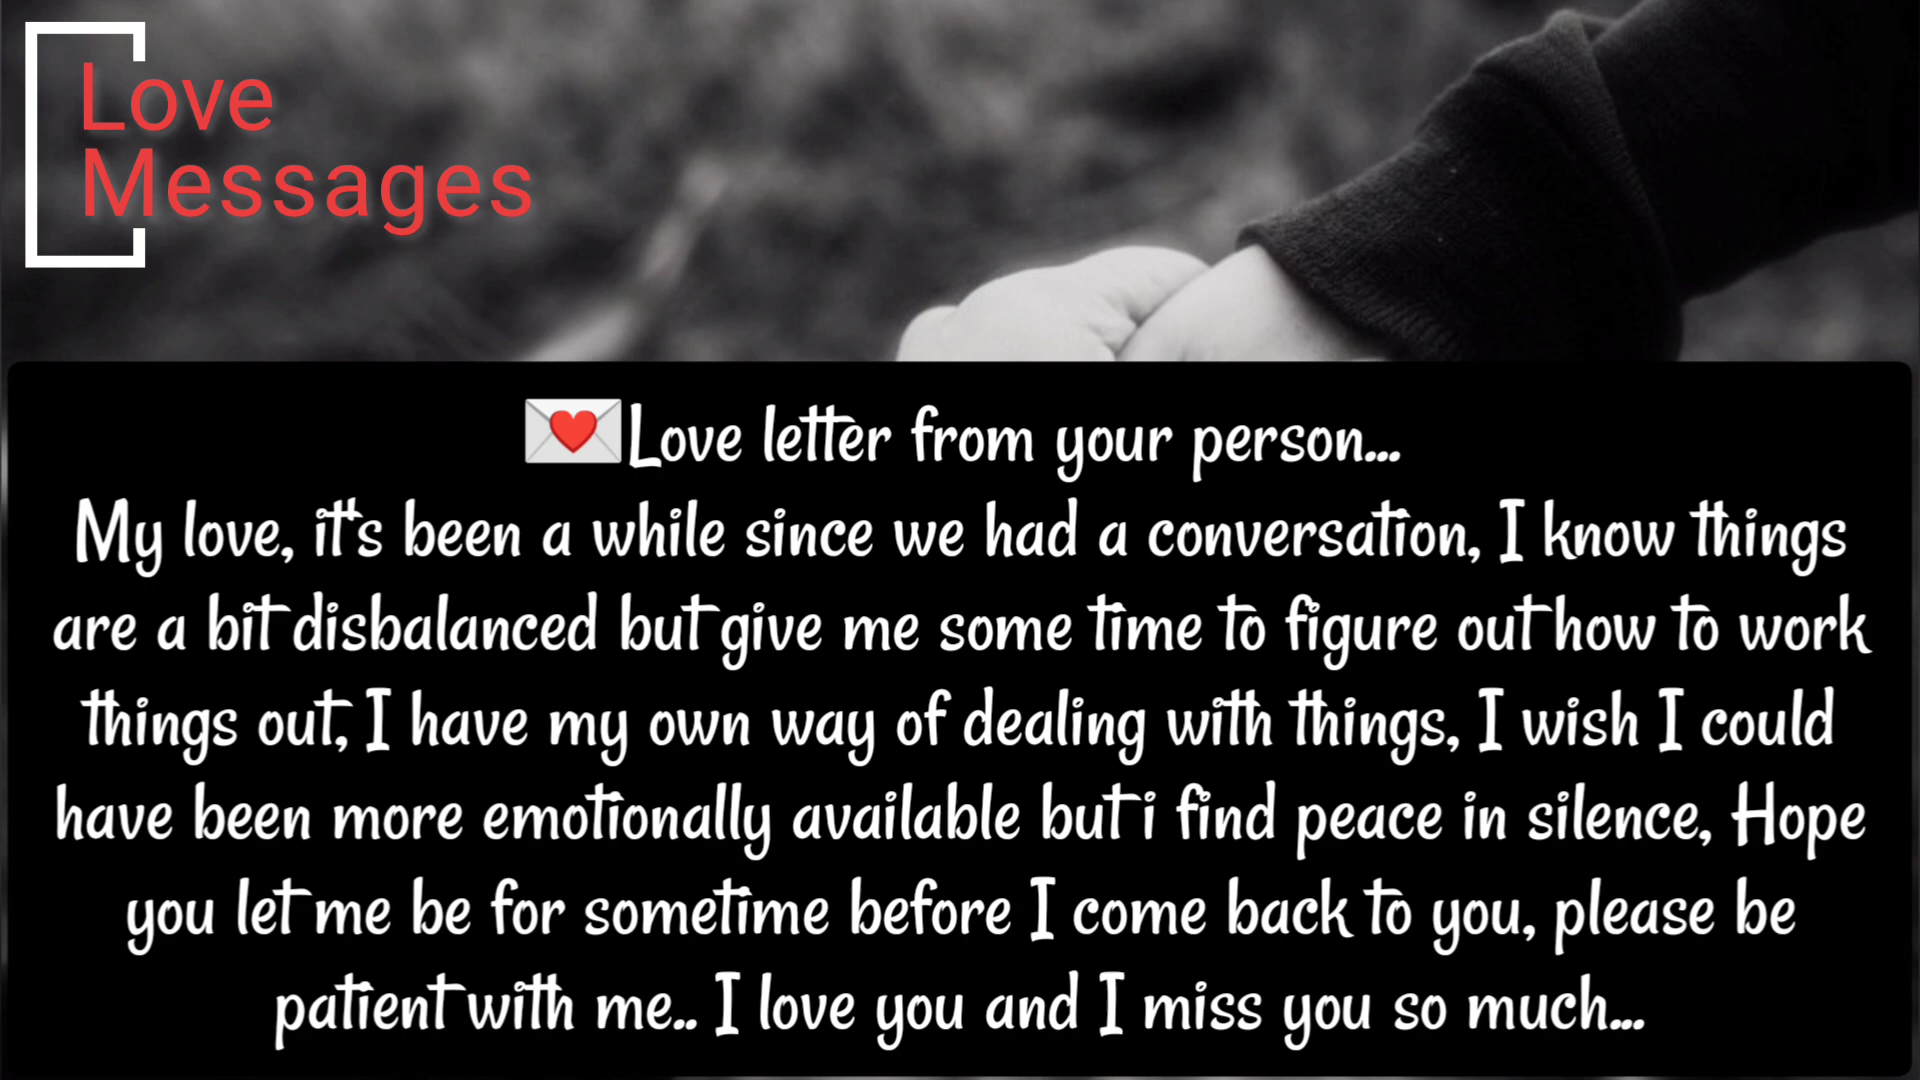 Love
Messages
💌Love letter from your person...
My love, it's been a while since we had a conversation, I know things
are a bit disbalanced but give me some time to figure out how to work
things out, I have my own way of dealing with things, I wish I could
have been more emotionally available but i find peace in silence, Hope
you let me be for sometime before I come back to you, please be
patient with me.. I love you and I miss you so much...